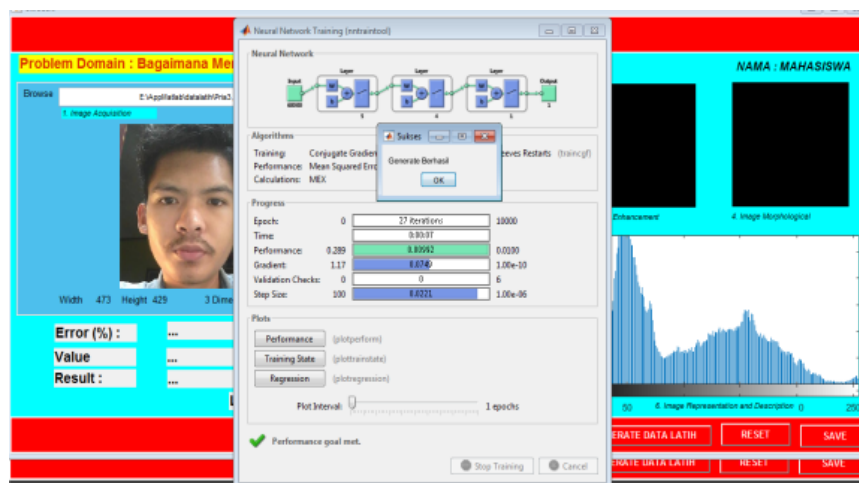 Neural Network Training (nntraintool)
Problem Domain : Bagaimana Me
NAMA : MAHASISWA
Browse
E:\AppMatlab\datalatih\Pria3.
1. Image Acquisition
Width 473 Height 429 3 Dime
Error (%) : ...
Value ...
Result : ...
Neural Network
Input
Layer
Layer
Layer
Output
W
b
W
b
W
b
1
Algorithms
Training: Conjugate Gradien
eeves Restarts (traincgf)
Performance: Mean Squared Erro
Calculations: MEX
Sukses
Generate Berhasil
OK
Progress
Epoch: 0 27 iterations 10000
Time: 0:00:07
Performance: 0.289 0.00992 0.0100
Gradient: 1.17 1.00e-10
Validation Checks: 0 0 6
Step Size: 100 0.0221 1.00e-06
Plots
Performance (plotperform)
Training State (plottrainstate)
Regression (plotregression)
Plot Interval: 1 epochs
Performance goal met.
Stop Training Cancel
Enhancement
4. Image Morphological
50 6. Image Representation and Description 0 250
ERATE DATA LATIH RESET SAVE
ERATE DATA LATIH RESET SAVE